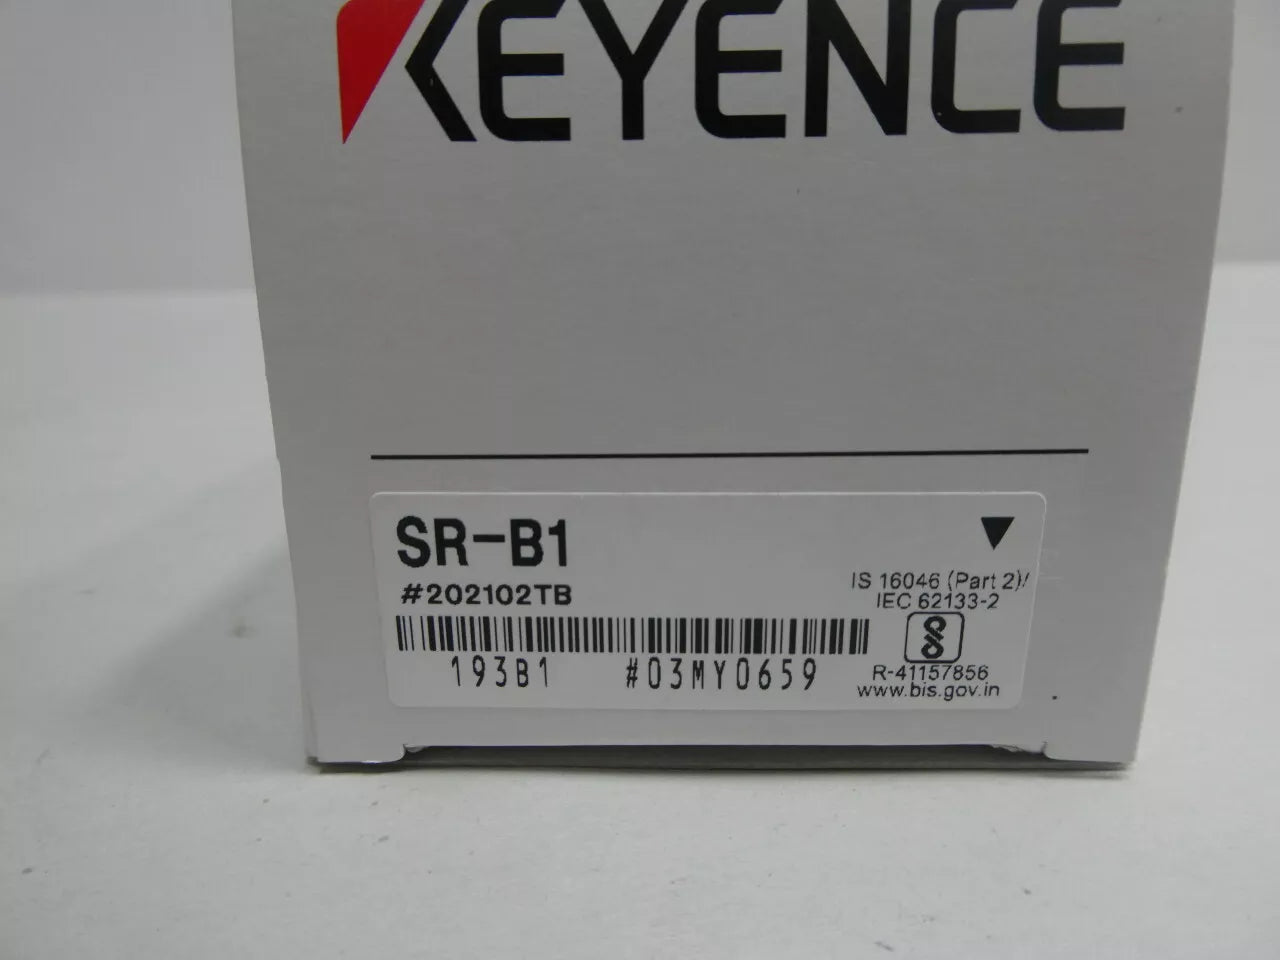 KEYENCE
SR-B1
#202102TB
IS 16046 (Part 2)/
IEC 62133-2
193B1 #03MY0659
R-41157856
www.bis.gov.in